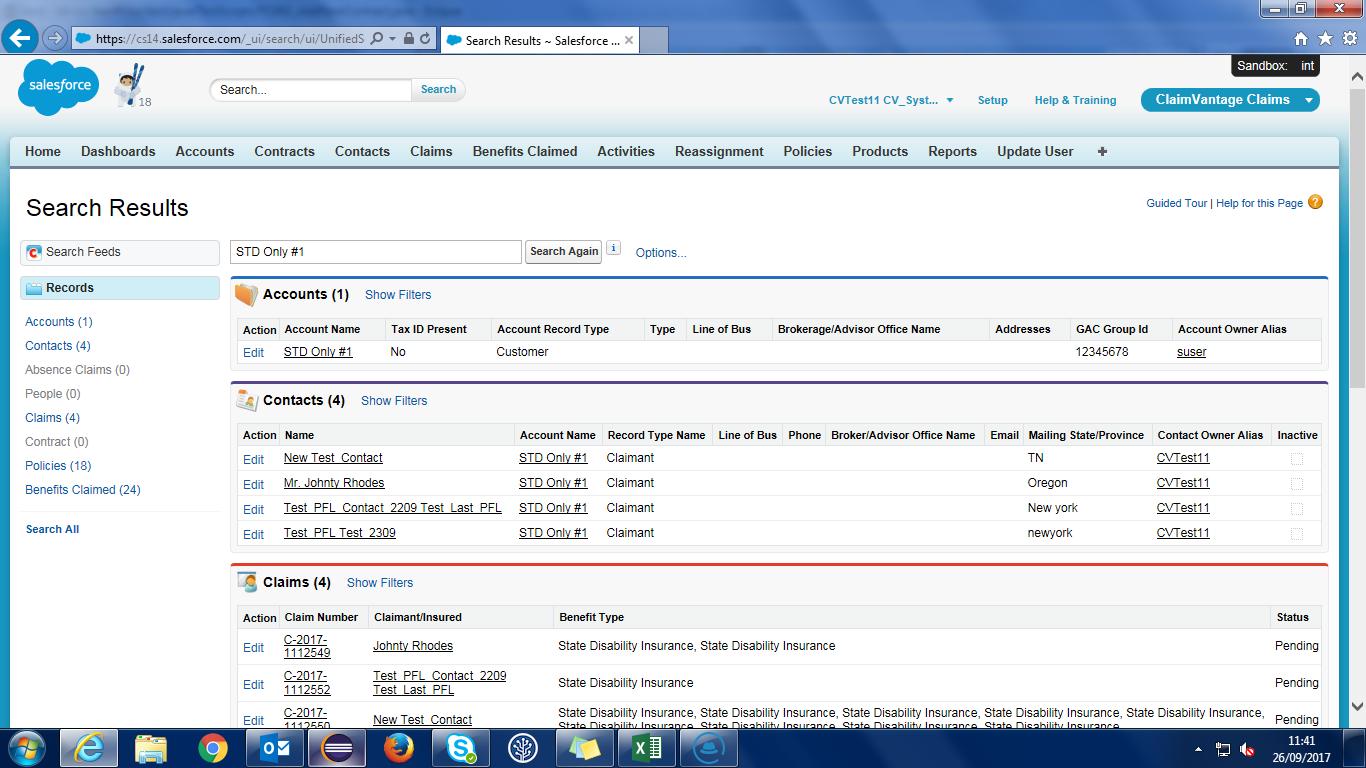 https://cs14.salesforce.com/_ui/search/ui/UnifiedS
Search Results ~ Salesforce ...
Sandbox: int
salesforce
18
Search...
Search
CVTest11 CV_Syst...
Setup
Help & Training
ClaimVantage Claims
Home Dashboards Accounts Contracts Contacts Claims Benefits Claimed Activities Reassignment Policies Products Reports Update User +
Search Results
Guided Tour | Help for this Page ?
Search Feeds
STD Only #1
Search Again
i
Options...
Records
Accounts (1)
Contacts (4)
Absence Claims (0)
People (0)
Claims (4)
Contract (0)
Policies (18)
Benefits Claimed (24)
Search All
Accounts (1) Show Filters
Action Account Name Tax ID Present Account Record Type Type Line of Bus Brokerage/Advisor Office Name Addresses GAC Group Id Account Owner Alias
Edit STD Only #1 No Customer 12345678 suser
Contacts (4) Show Filters
Action Name Account Name Record Type Name Line of Bus Phone Broker/Advisor Office Name Email Mailing State/Province Contact Owner Alias Inactive
Edit New Test_Contact STD Only #1 Claimant TN CVTest11
Edit Mr. Johnty Rhodes STD Only #1 Claimant Oregon CVTest11
Edit Test_PFL_Contact_2209 Test_Last_PFL STD Only #1 Claimant New york CVTest11
Edit Test_PFL Test_2309 STD Only #1 Claimant newyork CVTest11
Claims (4) Show Filters
Action Claim Number Claimant/Insured Benefit Type Status
Edit C-2017-1112549 Johnty Rhodes State Disability Insurance, State Disability Insurance Pending
Edit C-2017-1112552 Test_PFL_Contact_2209 Test_Last_PFL State Disability Insurance Pending
Edit C-2017-1112550 New Test_Contact State Disability Insurance, State Disability Insurance, State Disability Insurance, State Disability Insurance, State Disability Insurance, Pending
State Disability Insurance, State Disability Insurance, State Disability Insurance, State Disability Insurance
11:41
26/09/2017